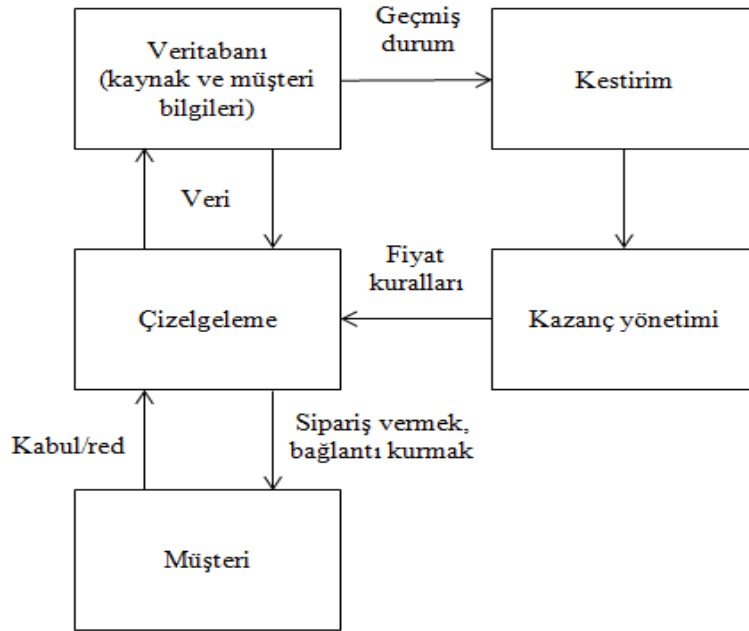 Geçmiş
durum
Veritabanı
(kaynak ve müşteri
bilgileri)
Kestirim
Veri
Fiyat
kuralları
Çizelgeleme
Kazanç yönetimi
Kabul/red
Sipariş vermek,
bağlantı kurmak
Müşteri